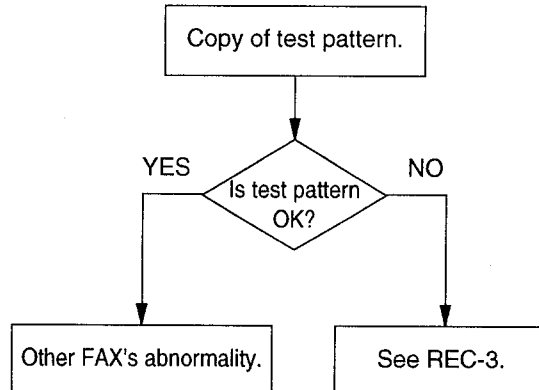 Copy of test pattern.
YES
NO
Is test pattern
OK?
Other FAX's abnormality.
See REC-3.